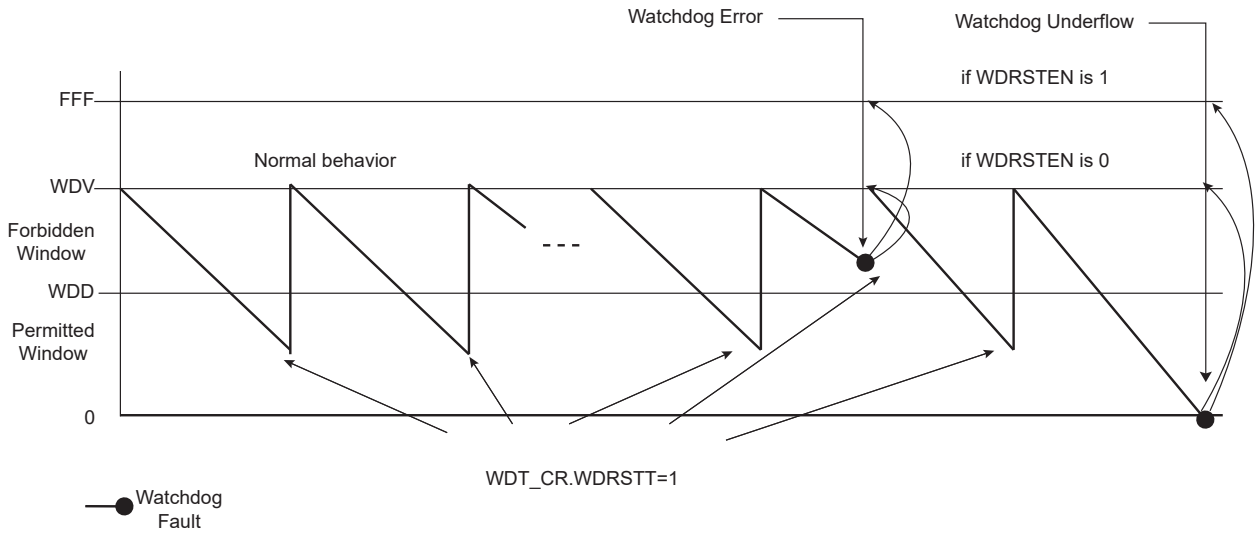 Watchdog Error
Watchdog Underflow
if WDRSTEN is 1
FFF
Normal behavior
if WDRSTEN is 0
WDV
Forbidden
Window
WDD
Permitted
Window
0
WDT_CR.WDRSTT=1
Watchdog
Fault